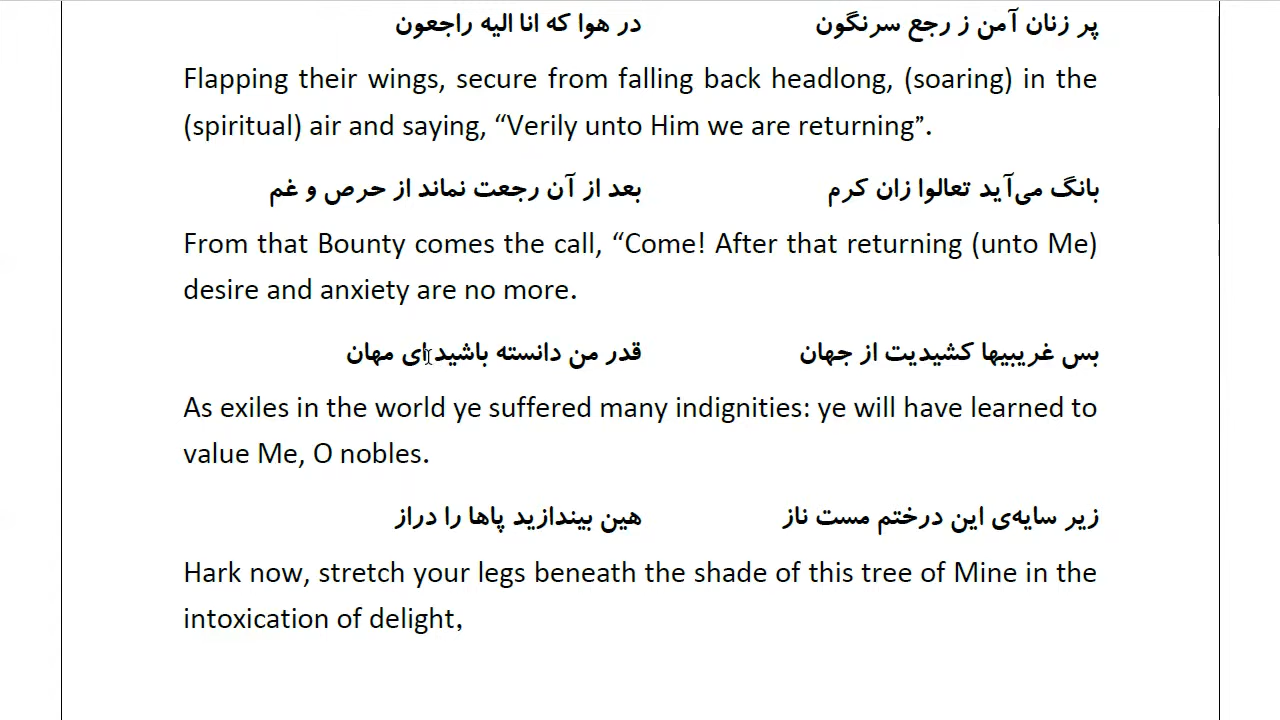 پر زنان آمن ز رجع سرنگون در هوا که انا الیه راجعون
Flapping their wings, secure from falling back headlong, (soaring) in the
(spiritual) air and saying, “Verily unto Him we are returning”.
بانگ می‌آید تعالوا زان کرم بعد از آن رجعت نماند از حرص و غم
From that Bounty comes the call, “Come! After that returning (unto Me)
desire and anxiety are no more.
بس غریبیها کشیدیت از جهان قدر من دانسته باشید ای مهان
As exiles in the world ye suffered many indignities: ye will have learned to
value Me, O nobles.
زیر سایه‌ی این درختم مست ناز هین بیندازید پاها را دراز
Hark now, stretch your legs beneath the shade of this tree of Mine in the
intoxication of delight,